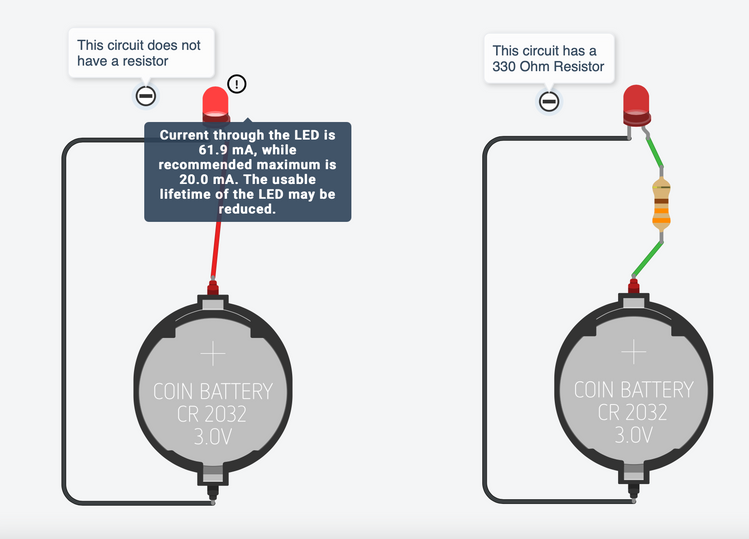 This circuit does not
have a resistor
!
Current through the LED is
61.9 mA, while
recommended maximum is
20.0 mA. The usable
lifetime of the LED may be
reduced.
COIN BATTERY
CR 2032
3.0V
This circuit has a
330 Ohm Resistor
COIN BATTERY
CR 2032
3.0V